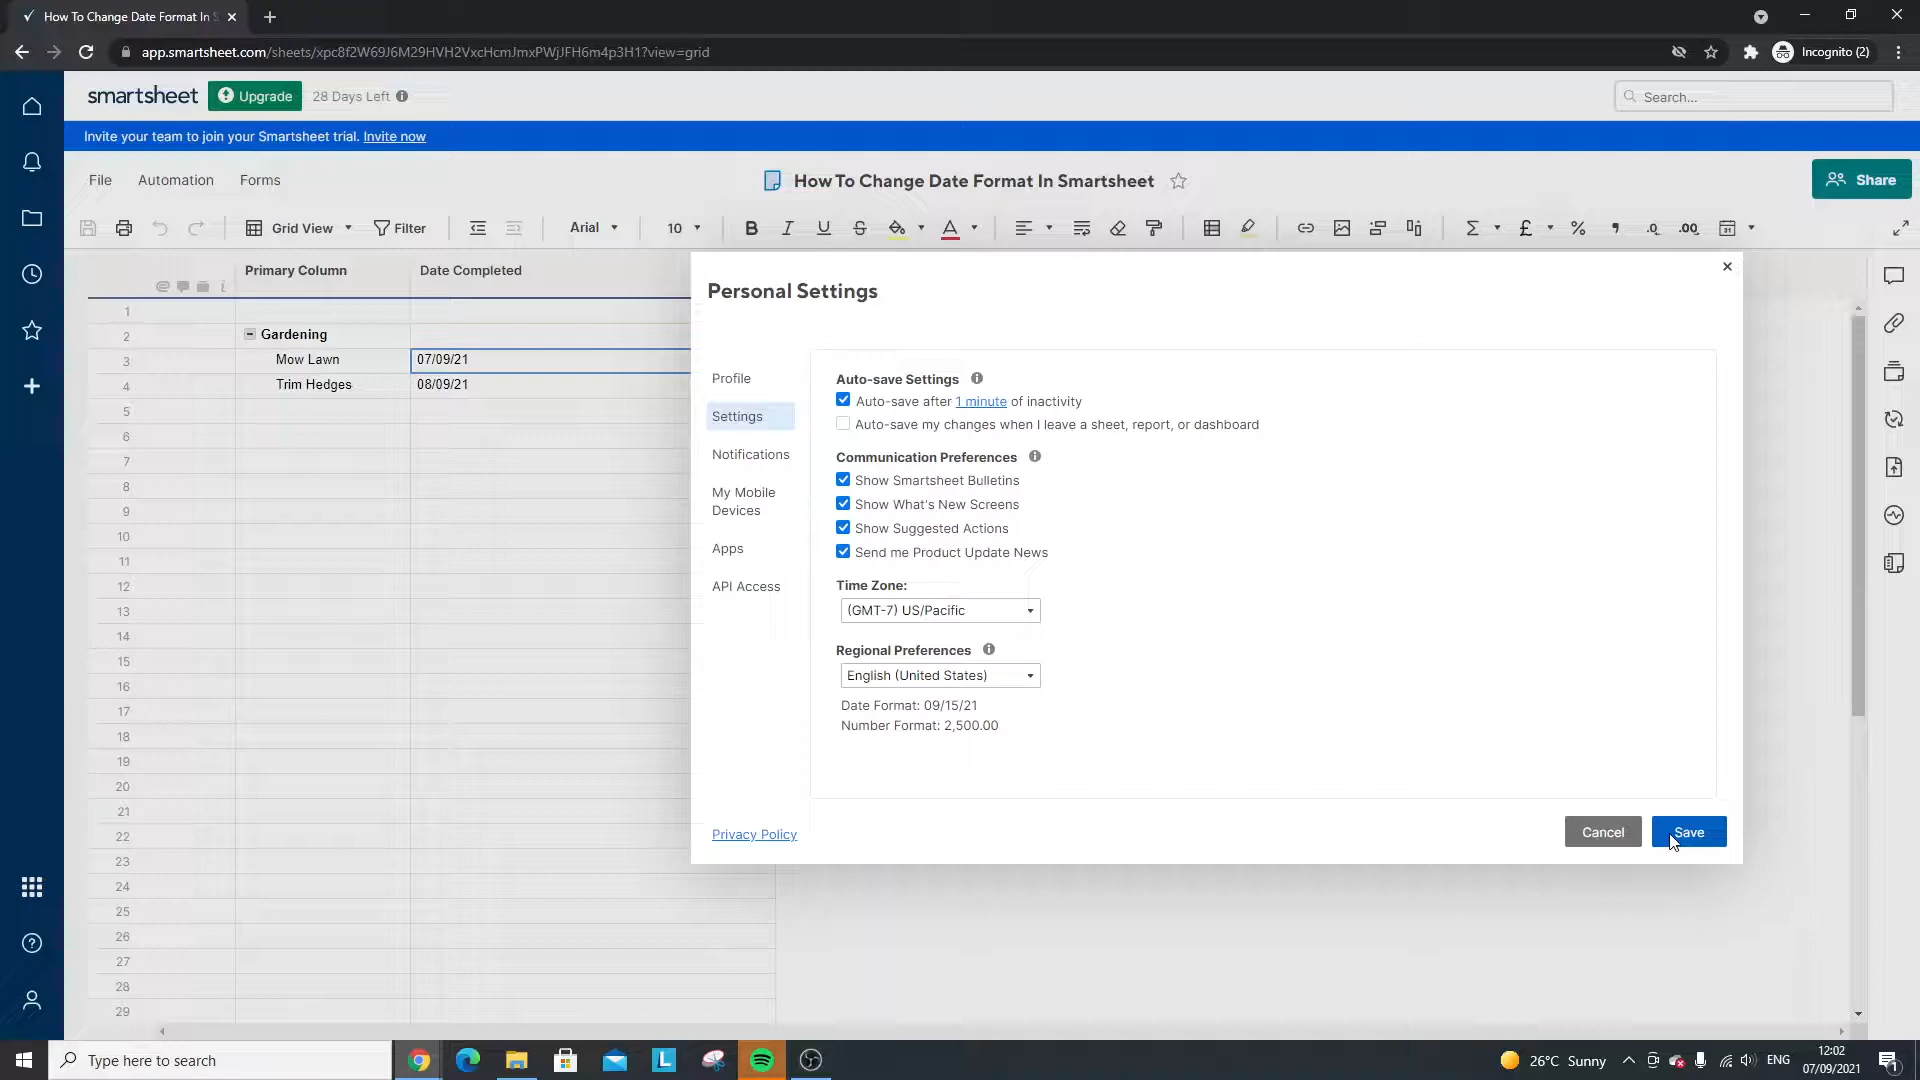 How To Change Date Format In S
app.smartsheet.com/sheets/xpc8f2W69J6M29HVH2VxcHcmJmxPWjJFH6m4p3H1?view=grid
Incognito (2)
smartsheet
Upgrade
28 Days Left
Search...
Invite your team to join your Smartsheet trial. Invite now
File Automation Forms
How To Change Date Format In Smartsheet
Share
Grid View Filter Arial 10 B I U S A Σ £ % .0 .00
Primary Column Date Completed
1
2 Gardening
3 Mow Lawn 07/09/21
4 Trim Hedges 08/09/21
5
6
7
8
9
10
11
12
13
14
15
16
17
18
19
20
21
22
23
24
25
26
27
28
29
Personal Settings
Profile
Settings
Notifications
My Mobile
Devices
Apps
API Access
Privacy Policy
Auto-save Settings
Auto-save after 1 minute of inactivity
Auto-save my changes when I leave a sheet, report, or dashboard
Communication Preferences
Show Smartsheet Bulletins
Show What's New Screens
Show Suggested Actions
Send me Product Update News
Time Zone:
(GMT-7) US/Pacific
Regional Preferences
English (United States)
Date Format: 09/15/21
Number Format: 2,500.00
Cancel Save
Type here to search
26°C Sunny
ENG
12:02
07/09/2021
1